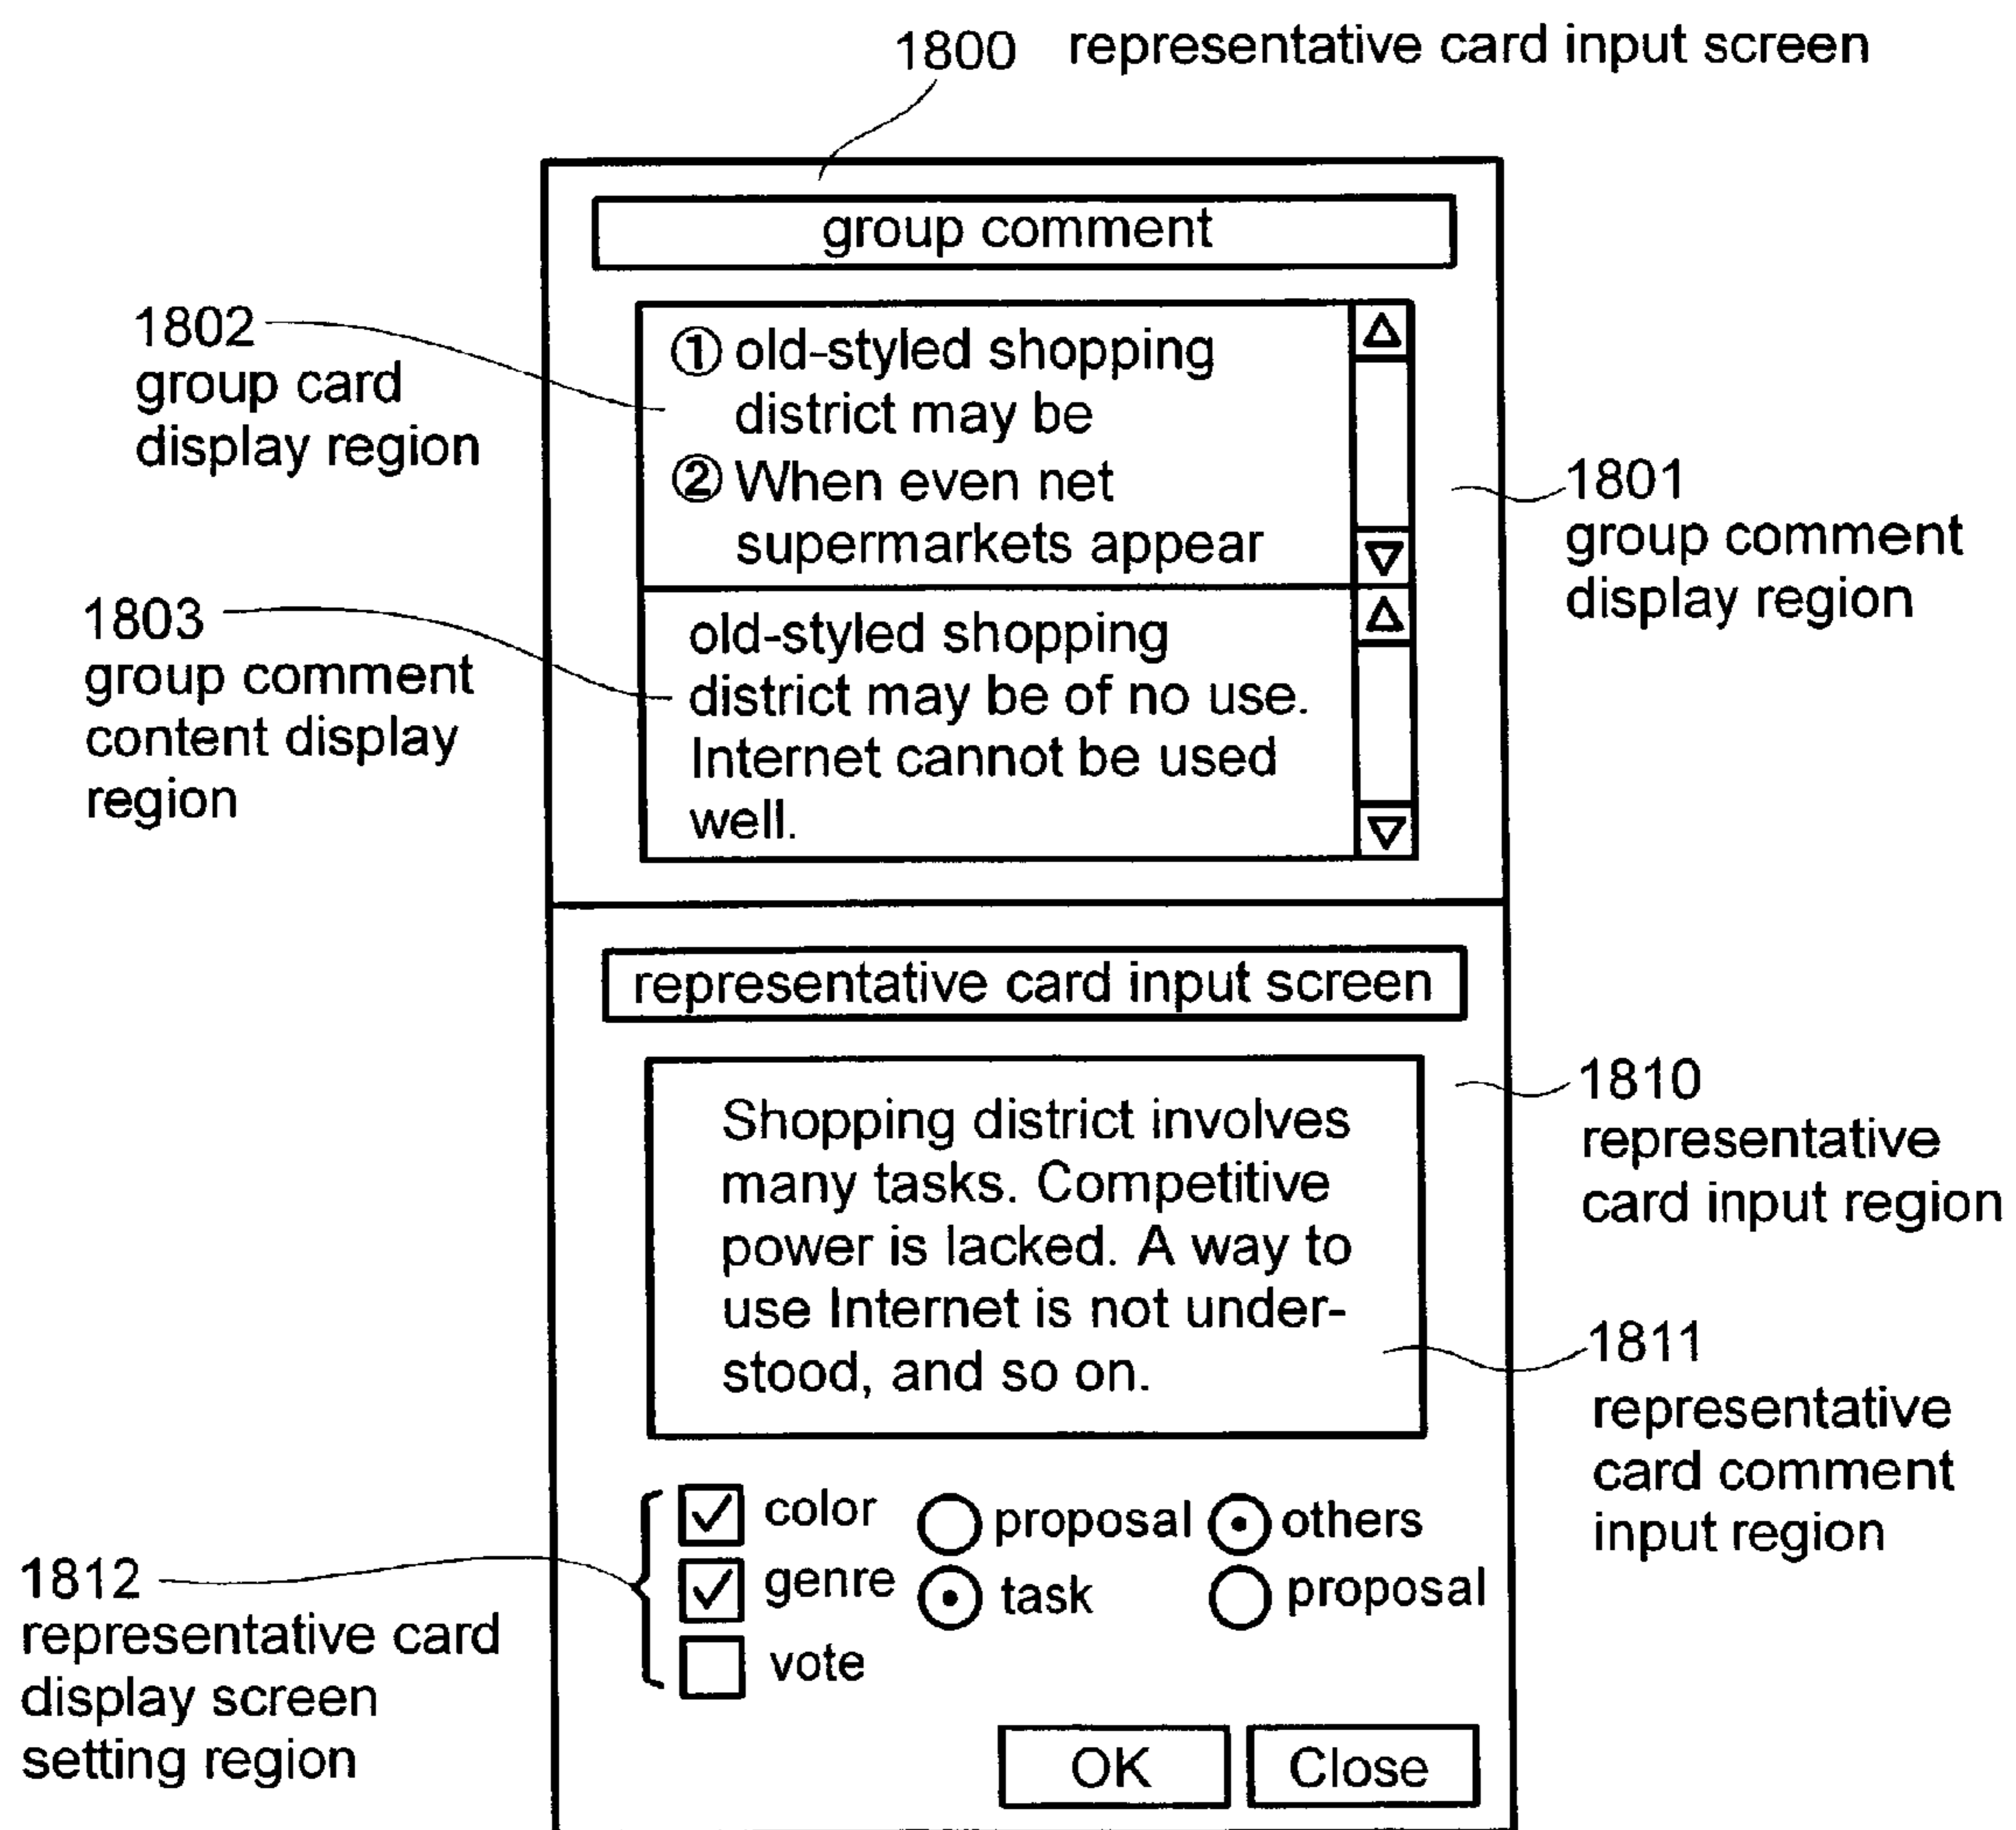 1800 representative card input screen
group comment
1802
group card
display region
① old-styled shopping
district may be
② When even net
supermarkets appear
1801
group comment
display region
1803
group comment
content display
region
old-styled shopping
district may be of no use.
Internet cannot be used
well.
representative card input screen
1810
representative
card input region
Shopping district involves
many tasks. Competitive
power is lacked. A way to
use Internet is not under-
stood, and so on.
1811
representative
card comment
input region
1812
representative card
display screen
setting region
color proposal others
genre task proposal
vote
OK Close